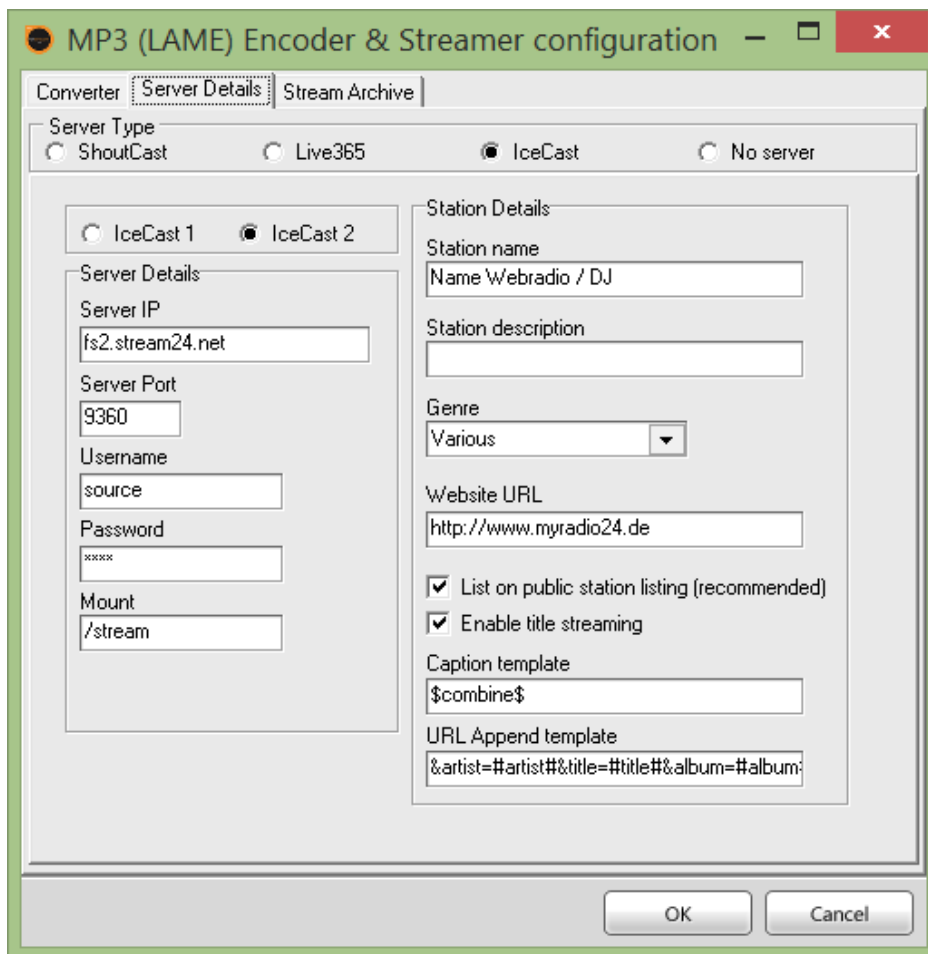 MP3 (LAME) Encoder & Streamer configuration
Converter Server Details Stream Archive
Server Type
ShoutCast Live365 IceCast No server
IceCast 1 IceCast 2
Server Details
Server IP
fs2.stream24.net
Server Port
9360
Username
source
Password
××××
Mount
/stream
Station Details
Station name
Name Webradio / DJ
Station description
Genre
Various
Website URL
http://www.myradio24.de
List on public station listing (recommended)
Enable title streaming
Caption template
$combine$
URL Append template
&artist=#artist#&title=#title#&album=#album
OK Cancel